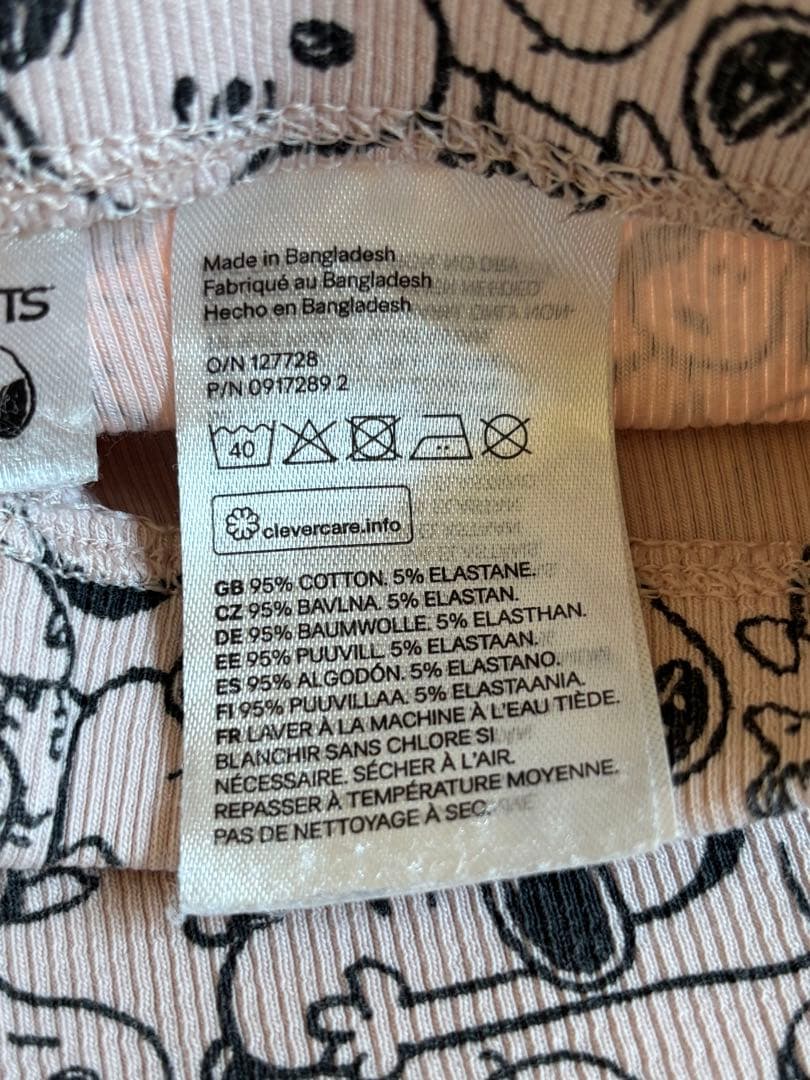 TS
Made in Bangladesh
Fabriqué au Bangladesh
Hecho en Bangladesh
O/N 127728
P/N 0917289 2
40
clevercare.info
GB 95% COTTON. 5% ELASTANE.
CZ 95% BAVLNA. 5% ELASTAN.
DE 95% BAUMWOLLE. 5% ELASTHAN.
EE 95% PUUVILL. 5% ELASTAAN.
ES 95% ALGODÓN. 5% ELASTANO.
FI 95% PUUVILLAA. 5% ELASTAANIA.
FR LAVER À LA MACHINE À L'EAU TIÈDE.
BLANCHIR SANS CHLORE SI
NÉCESSAIRE. SÉCHER À L'AIR.
REPASSER À TEMPÉRATURE MOYENNE.
PAS DE NETTOYAGE À SEC.